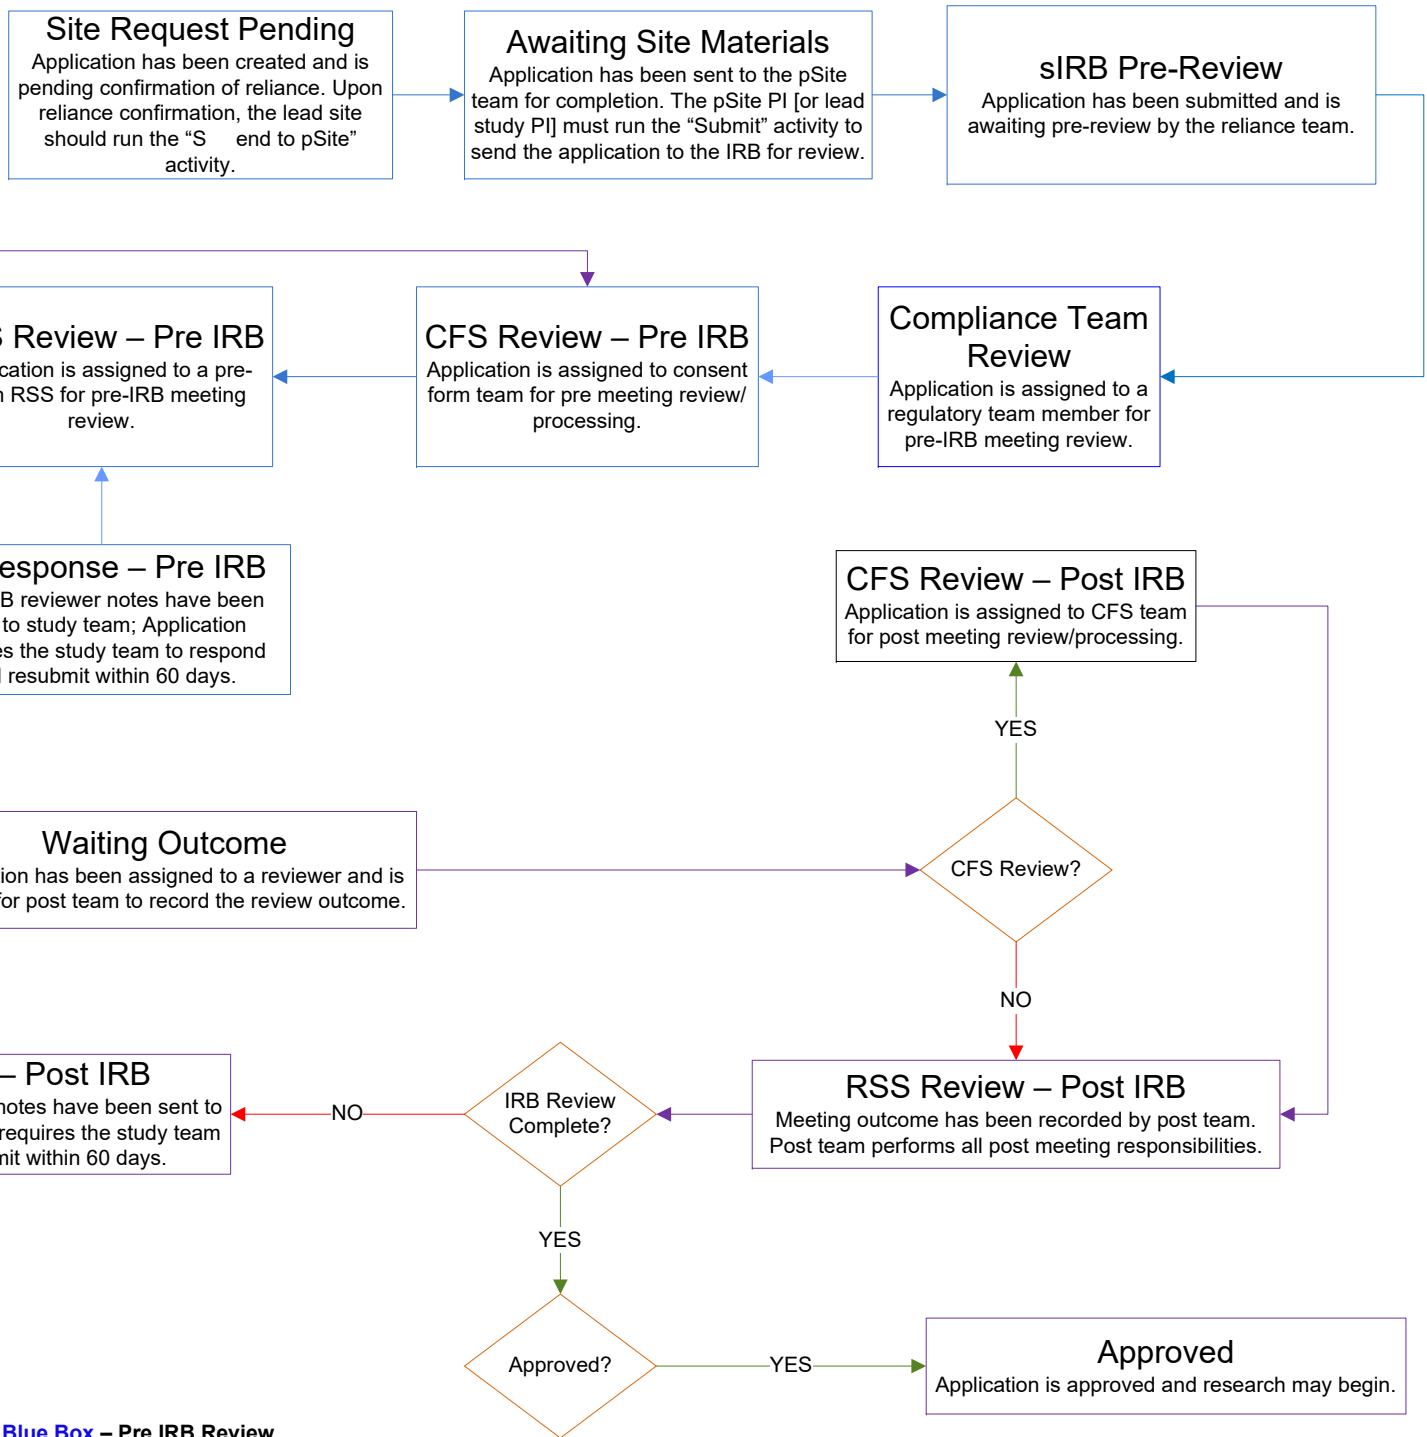 Site Request Pending
Application has been created and is
pending confirmation of reliance. Upon
reliance confirmation, the lead site
should run the “S end to pSite”
activity.
Awaiting Site Materials
Application has been sent to the pSite
team for completion. The pSite PI [or lead
study PI] must run the “Submit” activity to
send the application to the IRB for review.
sIRB Pre-Review
Application has been submitted and is
awaiting pre-review by the reliance team.
Review – Pre IRB
cation is assigned to a pre-
RSS for pre-IRB meeting
review.
CFS Review – Pre IRB
Application is assigned to consent
form team for pre meeting review/
processing.
Compliance Team
Review
Application is assigned to a
regulatory team member for
pre-IRB meeting review.
esponse – Pre IRB
B reviewer notes have been
to study team; Application
es the study team to respond
resubmit within 60 days.
CFS Review – Post IRB
Application is assigned to CFS team
for post meeting review/processing.
YES
Waiting Outcome
tion has been assigned to a reviewer and is
for post team to record the review outcome.
CFS Review?
NO
– Post IRB
notes have been sent to
requires the study team
mit within 60 days.
NO
IRB Review
Complete?
RSS Review – Post IRB
Meeting outcome has been recorded by post team.
Post team performs all post meeting responsibilities.
YES
Approved?
YES
Approved
Application is approved and research may begin.
Blue Box – Pre IRB Review